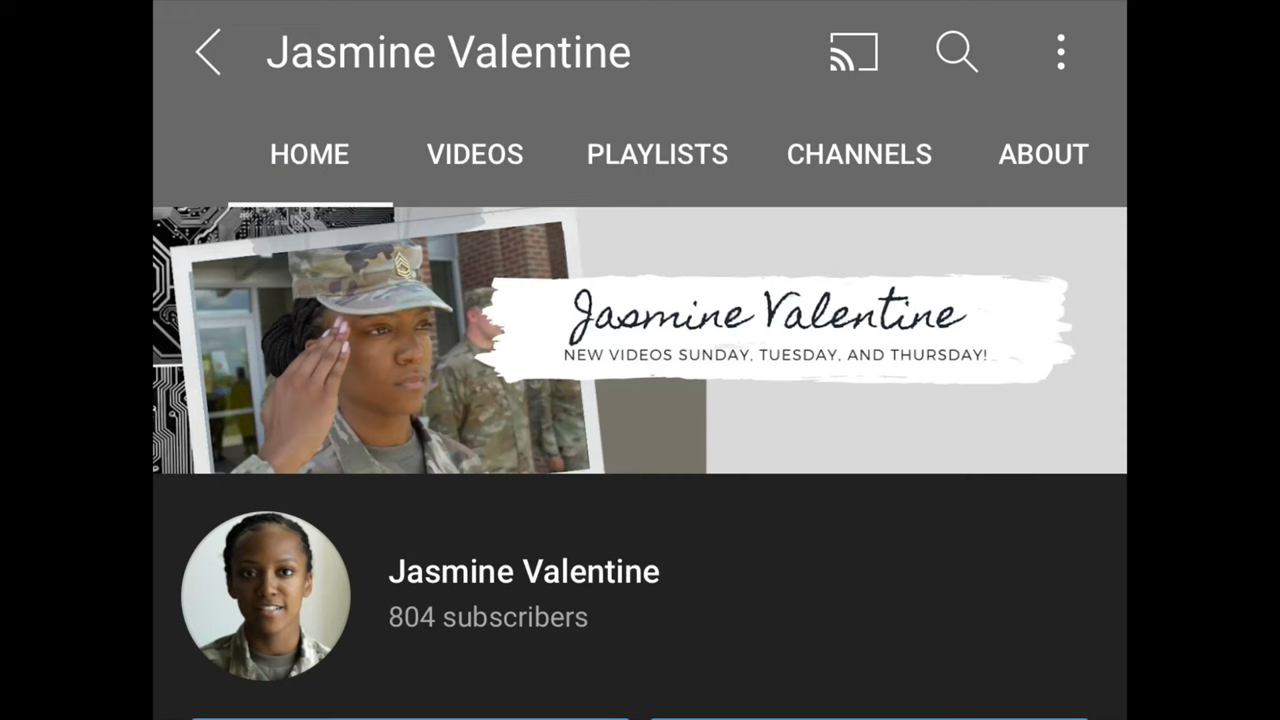 Jasmine Valentine
HOME VIDEOS PLAYLISTS CHANNELS ABOUT
Jasmine Valentine
NEW VIDEOS SUNDAY, TUESDAY, AND THURSDAY!
Jasmine Valentine
804 subscribers